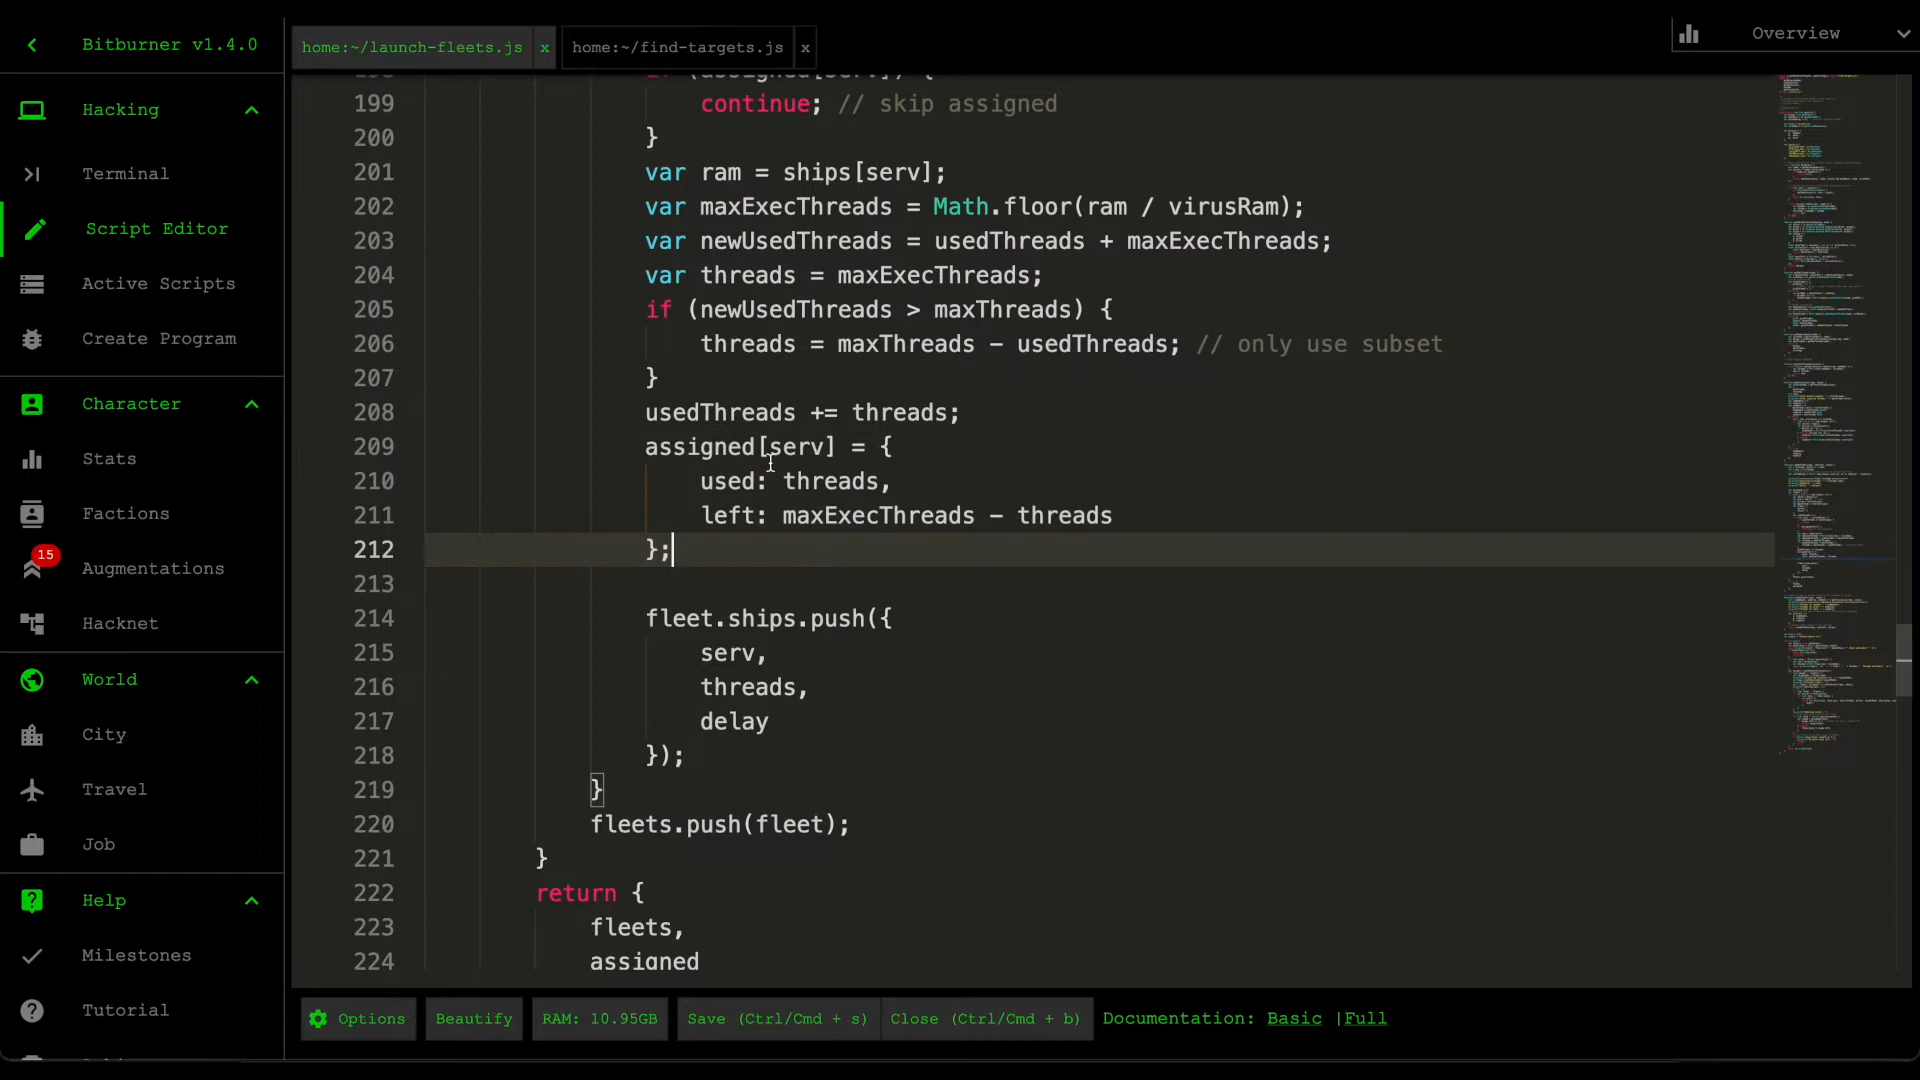 Bitburner v1.4.0
Hacking
Terminal
Script Editor
Active Scripts
Create Program
Character
Stats
Factions
15
Augmentations
Hacknet
World
City
Travel
Job
Help
Milestones
Tutorial
home:~/launch-fleets.js x
home:~/find-targets.js x
Overview
199 continue; // skip assigned
200 }
201 var ram = ships[serv];
202 var maxExecThreads = Math.floor(ram / virusRam);
203 var newUsedThreads = usedThreads + maxExecThreads;
204 var threads = maxExecThreads;
205 if (newUsedThreads > maxThreads) {
206 threads = maxThreads - usedThreads; // only use subset
207 }
208 usedThreads += threads;
209 assigned[serv] = {
210 used: threads,
211 left: maxExecThreads - threads
212 };
213
214 fleet.ships.push({
215 serv,
216 threads,
217 delay
218 });
219 }
220 fleets.push(fleet);
221 }
222 return {
223 fleets,
224 assigned
Options
Beautify
RAM: 10.95GB
Save (Ctrl/Cmd + s)
Close (Ctrl/Cmd + b)
Documentation: Basic |Full